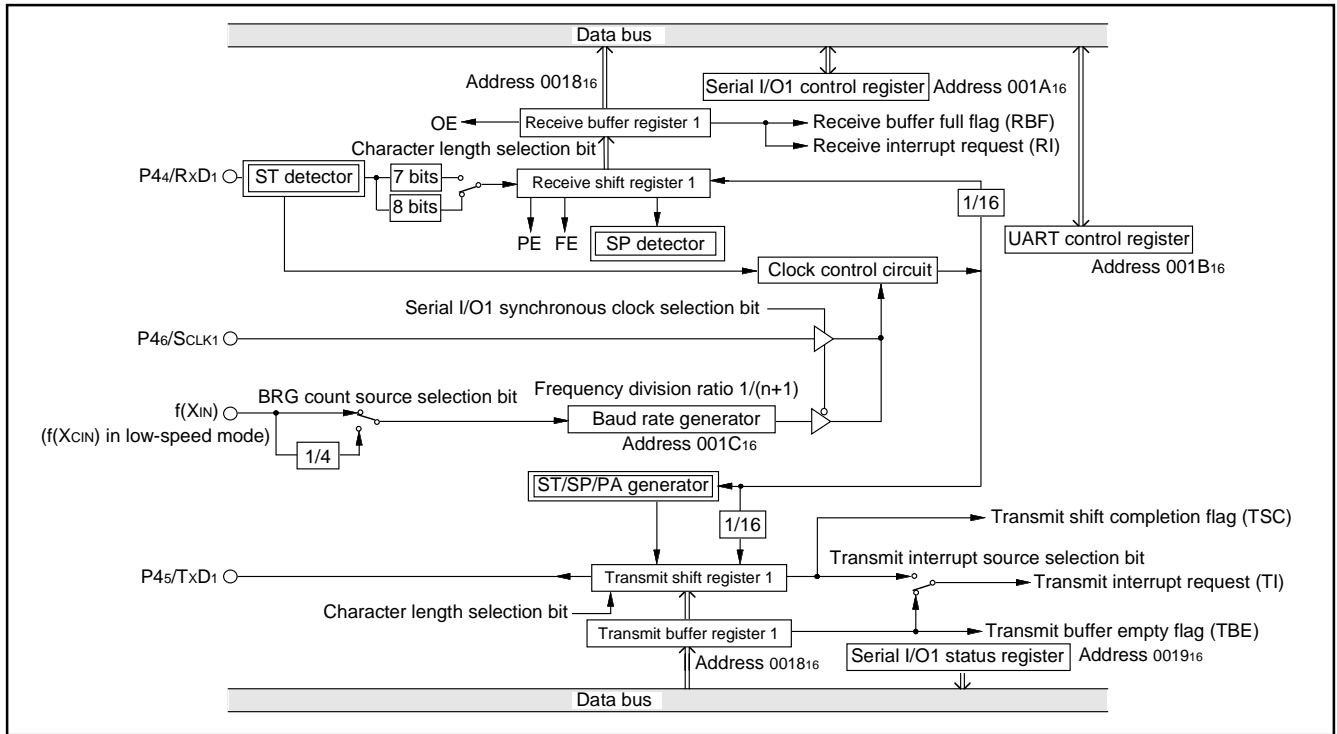 Data bus
Address 001816
Serial I/O1 control register Address 001A16
OE
Receive buffer register 1
Receive buffer full flag (RBF)
Receive interrupt request (RI)
Character length selection bit
P44/RxD1
ST detector
7 bits
8 bits
Receive shift register 1
1/16
PE FE
SP detector
UART control register
Address 001B16
Clock control circuit
Serial I/O1 synchronous clock selection bit
P46/SCLK1
BRG count source selection bit
Frequency division ratio 1/(n+1)
f(XIN)
Baud rate generator
(f(XCIN) in low-speed mode)
Address 001C16
1/4
ST/SP/PA generator
1/16
Transmit shift completion flag (TSC)
Transmit interrupt source selection bit
P45/TxD1
Transmit shift register 1
Transmit interrupt request (TI)
Character length selection bit
Transmit buffer register 1
Transmit buffer empty flag (TBE)
Address 001816
Serial I/O1 status register Address 001916
Data bus